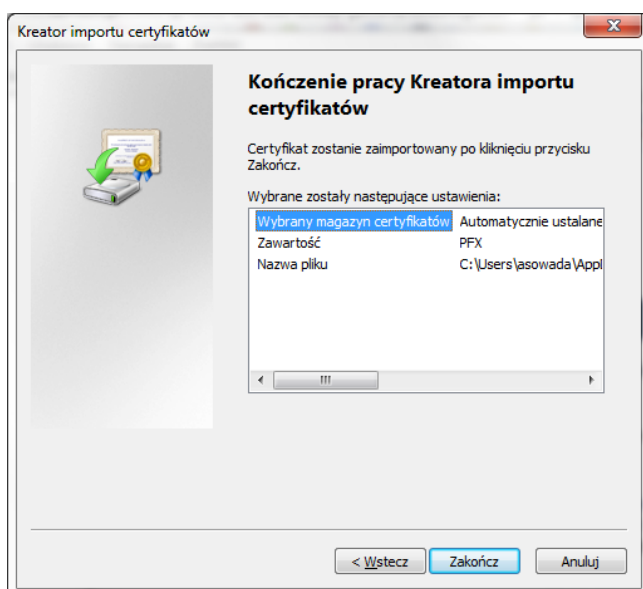 Kreator importu certyfikatów
Kończenie pracy Kreatora importu
certyfikatów
Certyfikat zostanie zaimportowany po kliknięciu przycisku
Zakończ.
Wybrane zostały następujące ustawienia:
Wybrany magazyn certyfikatów Automatycznie ustalane
Zawartość PFX
Nazwa pliku C:\Users\asowada\Appl
< Wstecz Zakończ Anuluj